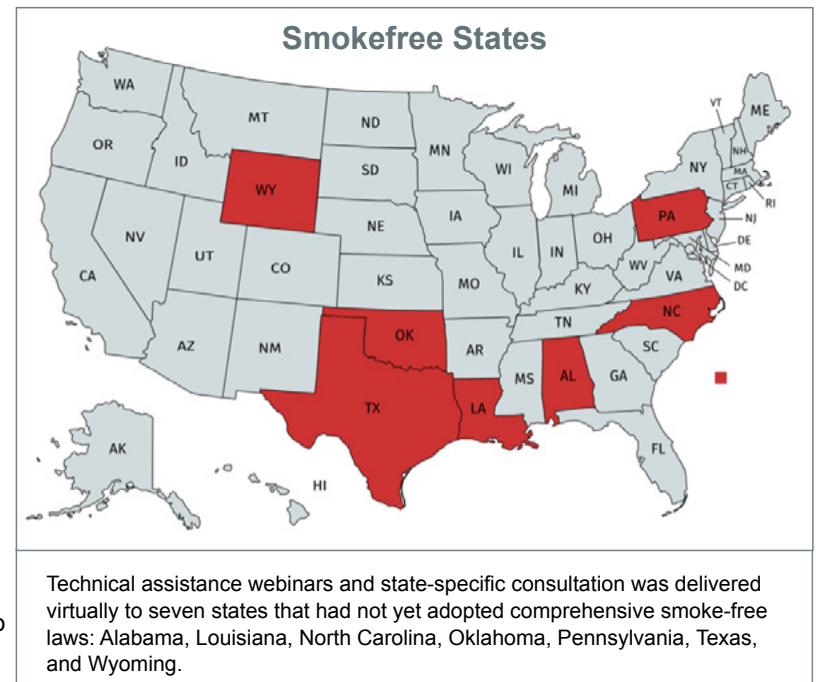 Smokefree States
WA
OR
CA
NV
ID
MT
WY
UT
AZ
CO
NM
ND
SD
NE
KS
OK
TX
MN
IA
MO
AR
LA
WI
IL
MI
IN
OH
KY
TN
MS
AL
GA
FL
SC
NC
VA
WV
PA
NY
VT
NH
ME
MA
CT
RI
NJ
DE
MD
DC
AK
HI
Technical assistance webinars and state-specific consultation was delivered
virtually to seven states that had not yet adopted comprehensive smoke-free
laws: Alabama, Louisiana, North Carolina, Oklahoma, Pennsylvania, Texas,
and Wyoming.